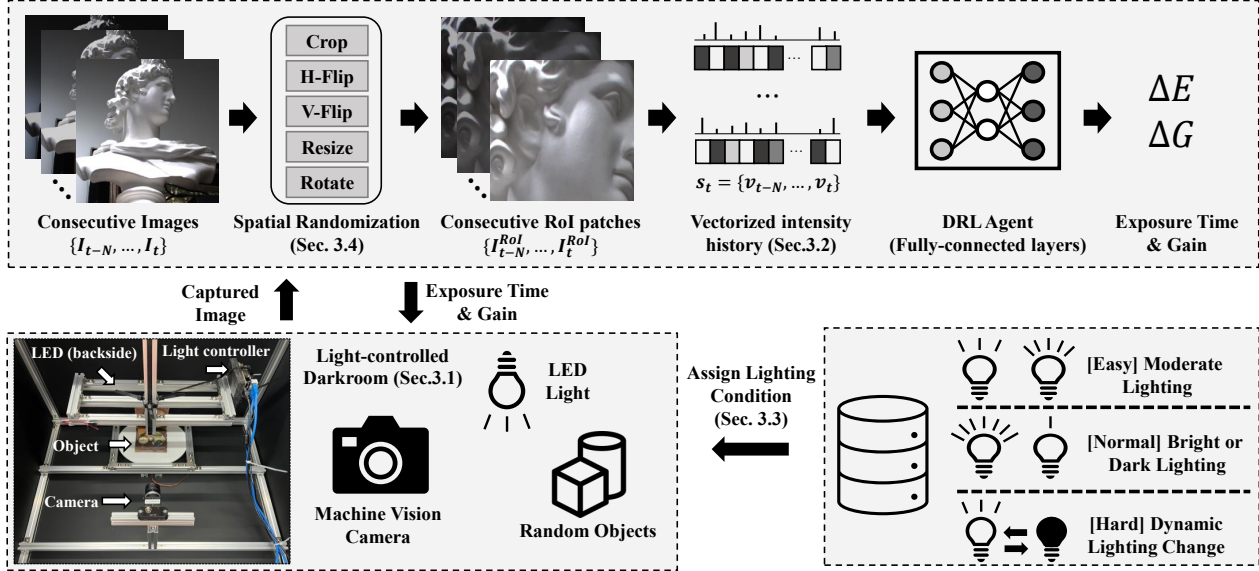 Crop
H-Flip
V-Flip
Resize
Rotate
...
...
...
...
s_t = {v_{t-N}, ..., v_t}
ΔE
ΔG
Consecutive Images
{I_{t-N}, ..., I_t}
Spatial Randomization
(Sec. 3.4)
Consecutive RoI patches
{I_{t-N}^{RoI}, ..., I_t^{RoI}}
Vectorized intensity
history (Sec.3.2)
DRL Agent
(Fully-connected layers)
Exposure Time
& Gain
Captured
Image
Exposure Time
& Gain
LED (backside)
Light controller
Object
Camera
Light-controlled
Darkroom (Sec.3.1)
LED
Light
Machine Vision
Camera
Random Objects
Assign Lighting
Condition
(Sec. 3.3)
[Easy] Moderate
Lighting
[Normal] Bright or
Dark Lighting
[Hard] Dynamic
Lighting Change